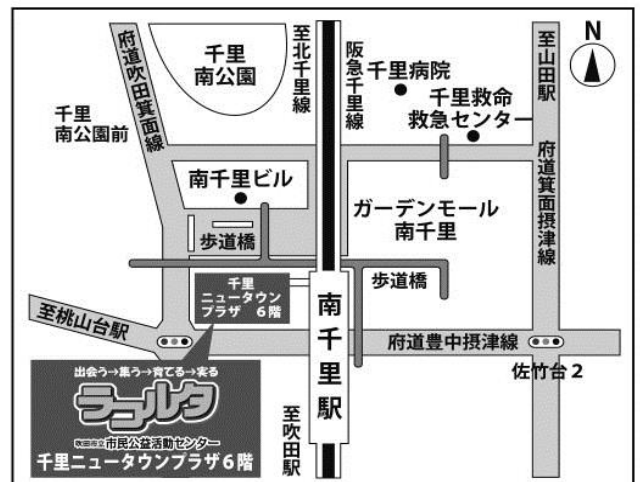 府道吹田箕面線
千里
南公園
至北千里線
阪急千里線
千里病院
千里救命
救急センター
至山田駅
N
千里
南公園前
南千里ビル
ガーデンモール
南千里
府道箕面摂津線
歩道橋
歩道橋
千里
ニュータウン
プラザ 6階
至桃山台駅
南千里駅
府道豊中摂津線
佐竹台2
出会う→集う→育てる→実る
ラコルタ
吹田市立市民公益活動センター
千里ニュータウンプラザ6階
至吹田駅